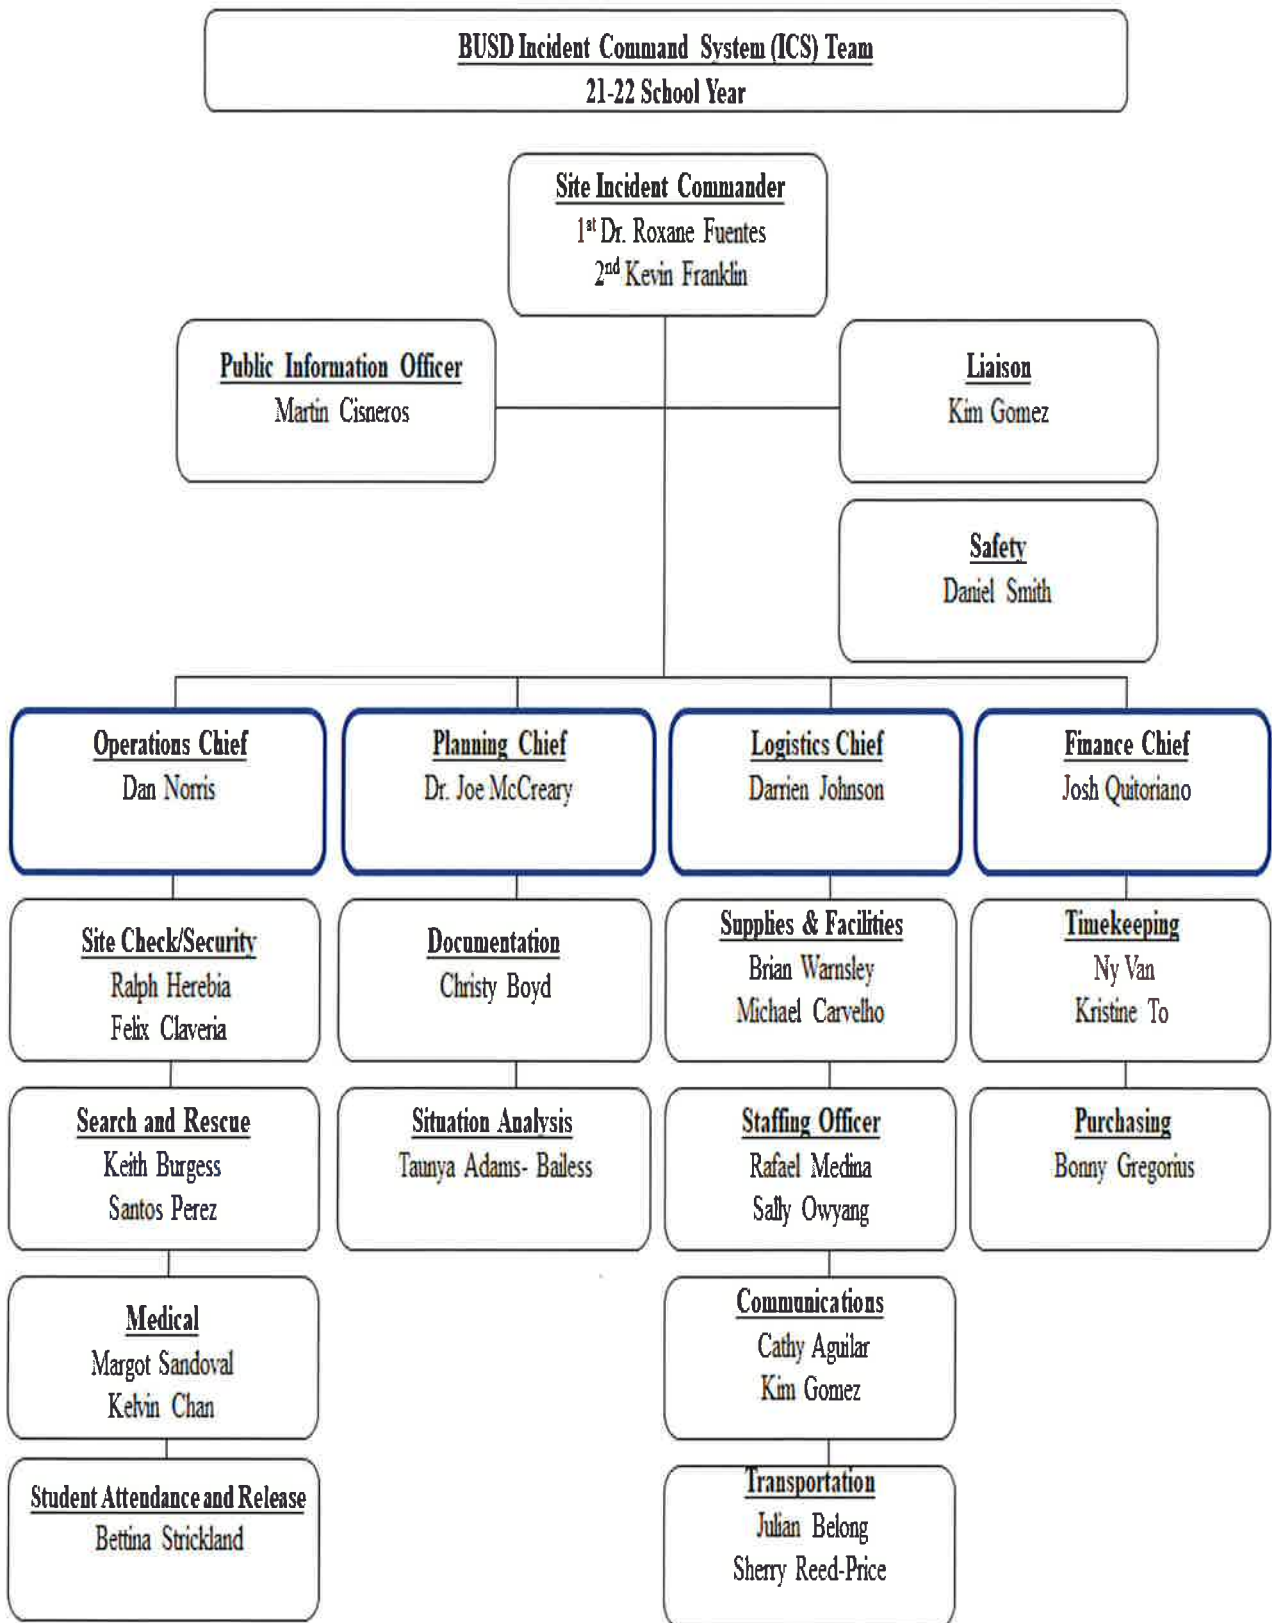 BUSD Incident Command System (ICS) Team
21-22 School Year
Site Incident Commander
1st Dr. Roxane Fuentes
2nd Kevin Franklin
Public Information Officer
Martin Cisneros
Liaison
Kim Gomez
Safety
Daniel Smith
Operations Chief
Dan Norris
Planning Chief
Dr. Joe McCreary
Logistics Chief
Darrien Johnson
Finance Chief
Josh Quitoriano
Site Check/Security
Ralph Herebia
Felix Claveria
Documentation
Christy Boyd
Supplies & Facilities
Brian Warnsley
Michael Carvelho
Timekeeping
Ny Van
Kristine To
Search and Rescue
Keith Burgess
Santos Perez
Situation Analysis
Taunya Adams- Bailess
Staffing Officer
Rafael Medina
Sally Owyang
Purchasing
Bonny Gregorius
Medical
Margot Sandoval
Kelvin Chan
Communications
Cathy Aguilar
Kim Gomez
Student Attendance and Release
Bettina Strickland
Transportation
Julian Belong
Sherry Reed-Price